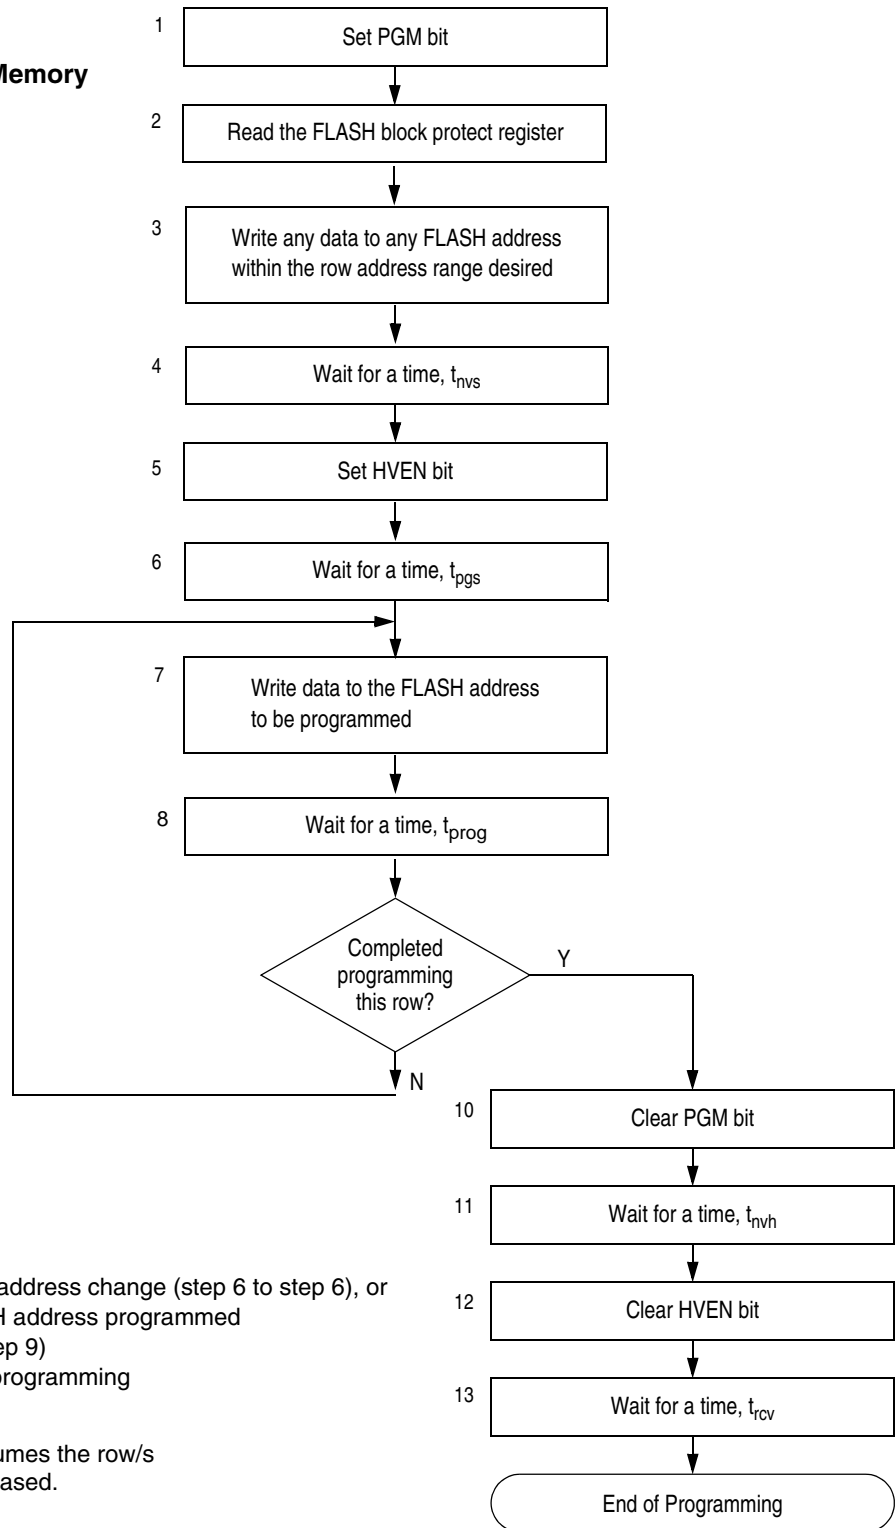 1
Set PGM bit
Memory
2
Read the FLASH block protect register
3
Write any data to any FLASH address
within the row address range desired
4
Wait for a time, tnvs
5
Set HVEN bit
6
Wait for a time, tpgs
7
Write data to the FLASH address
to be programmed
8
Wait for a time, tprog
Completed
programming
this row?
Y
N
10
Clear PGM bit
11
Wait for a time, tnvh
address change (step 6 to step 6), or
12
Clear HVEN bit
address programmed
9)
programming
13
Wait for a time, trcv
the row/s
End of Programming